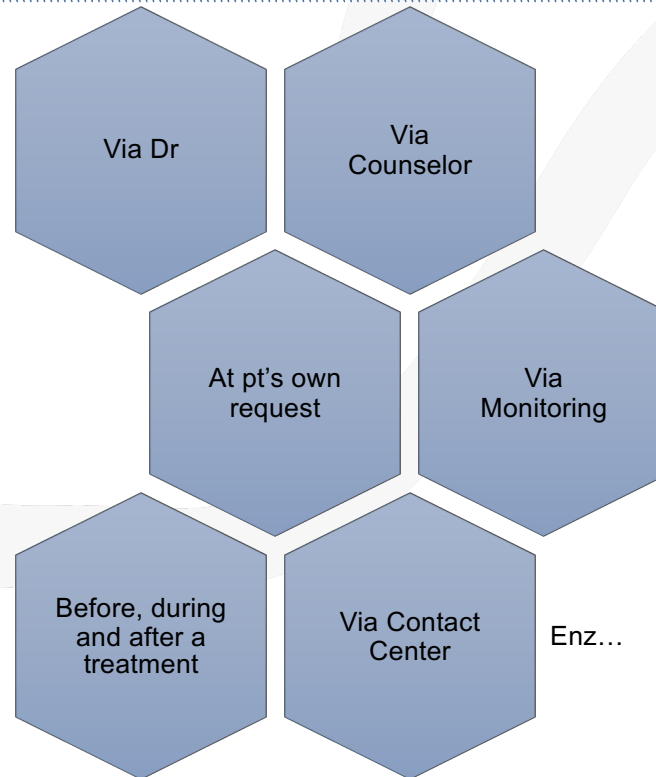 Via Dr
Via
Counselor
At pt’s own
request
Via
Monitoring
Before, during
and after a
treatment
Via Contact
Center
Enz…